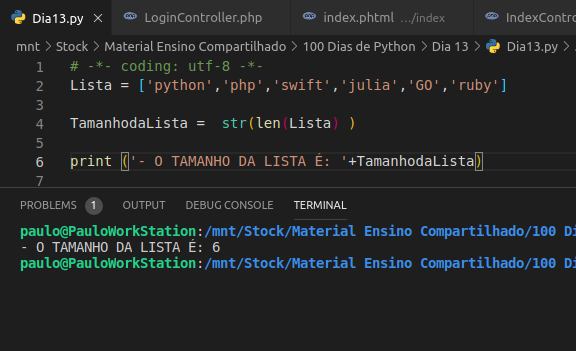 Dia13.py × LoginController.php index.phtml .../index IndexContro
mnt > Stock > Material Ensino Compartilhado > 100 Dias de Python > Dia 13 > Dia13.py >
1 # -*- coding: utf-8 -*-
2 Lista = ['python','php','swift','julia','GO','ruby']
3
4 TamanhodaLista =  str(len(Lista) )
5
6 print ('- O TAMANHO DA LISTA É: '+TamanhodaLista)
7
PROBLEMS 1 OUTPUT DEBUG CONSOLE TERMINAL
paulo@PauloWorkStation:/mnt/Stock/Material Ensino Compartilhado/100 Di
- O TAMANHO DA LISTA É: 6
paulo@PauloWorkStation:/mnt/Stock/Material Ensino Compartilhado/100 Di